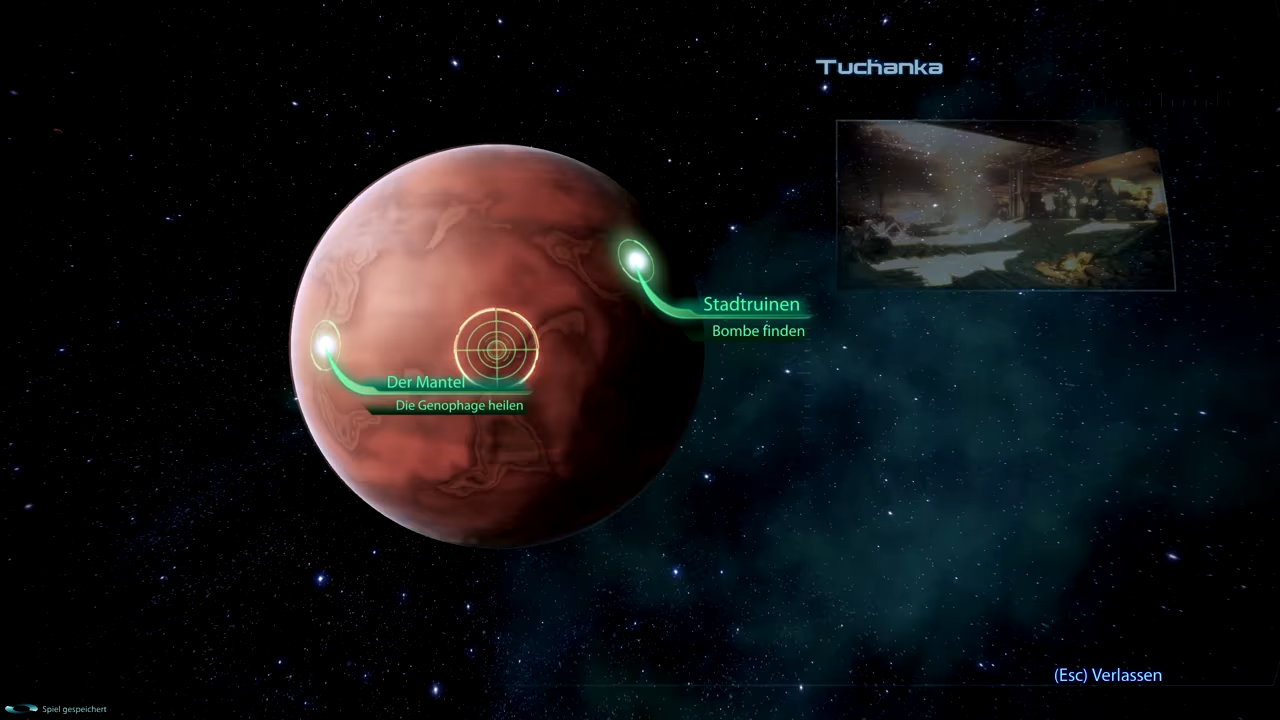 Tuchanka
Stadtruinen
Bombe finden
Der Mantel
Die Genophage heilen
(Esc) Verlassen
Spiel gespeichert